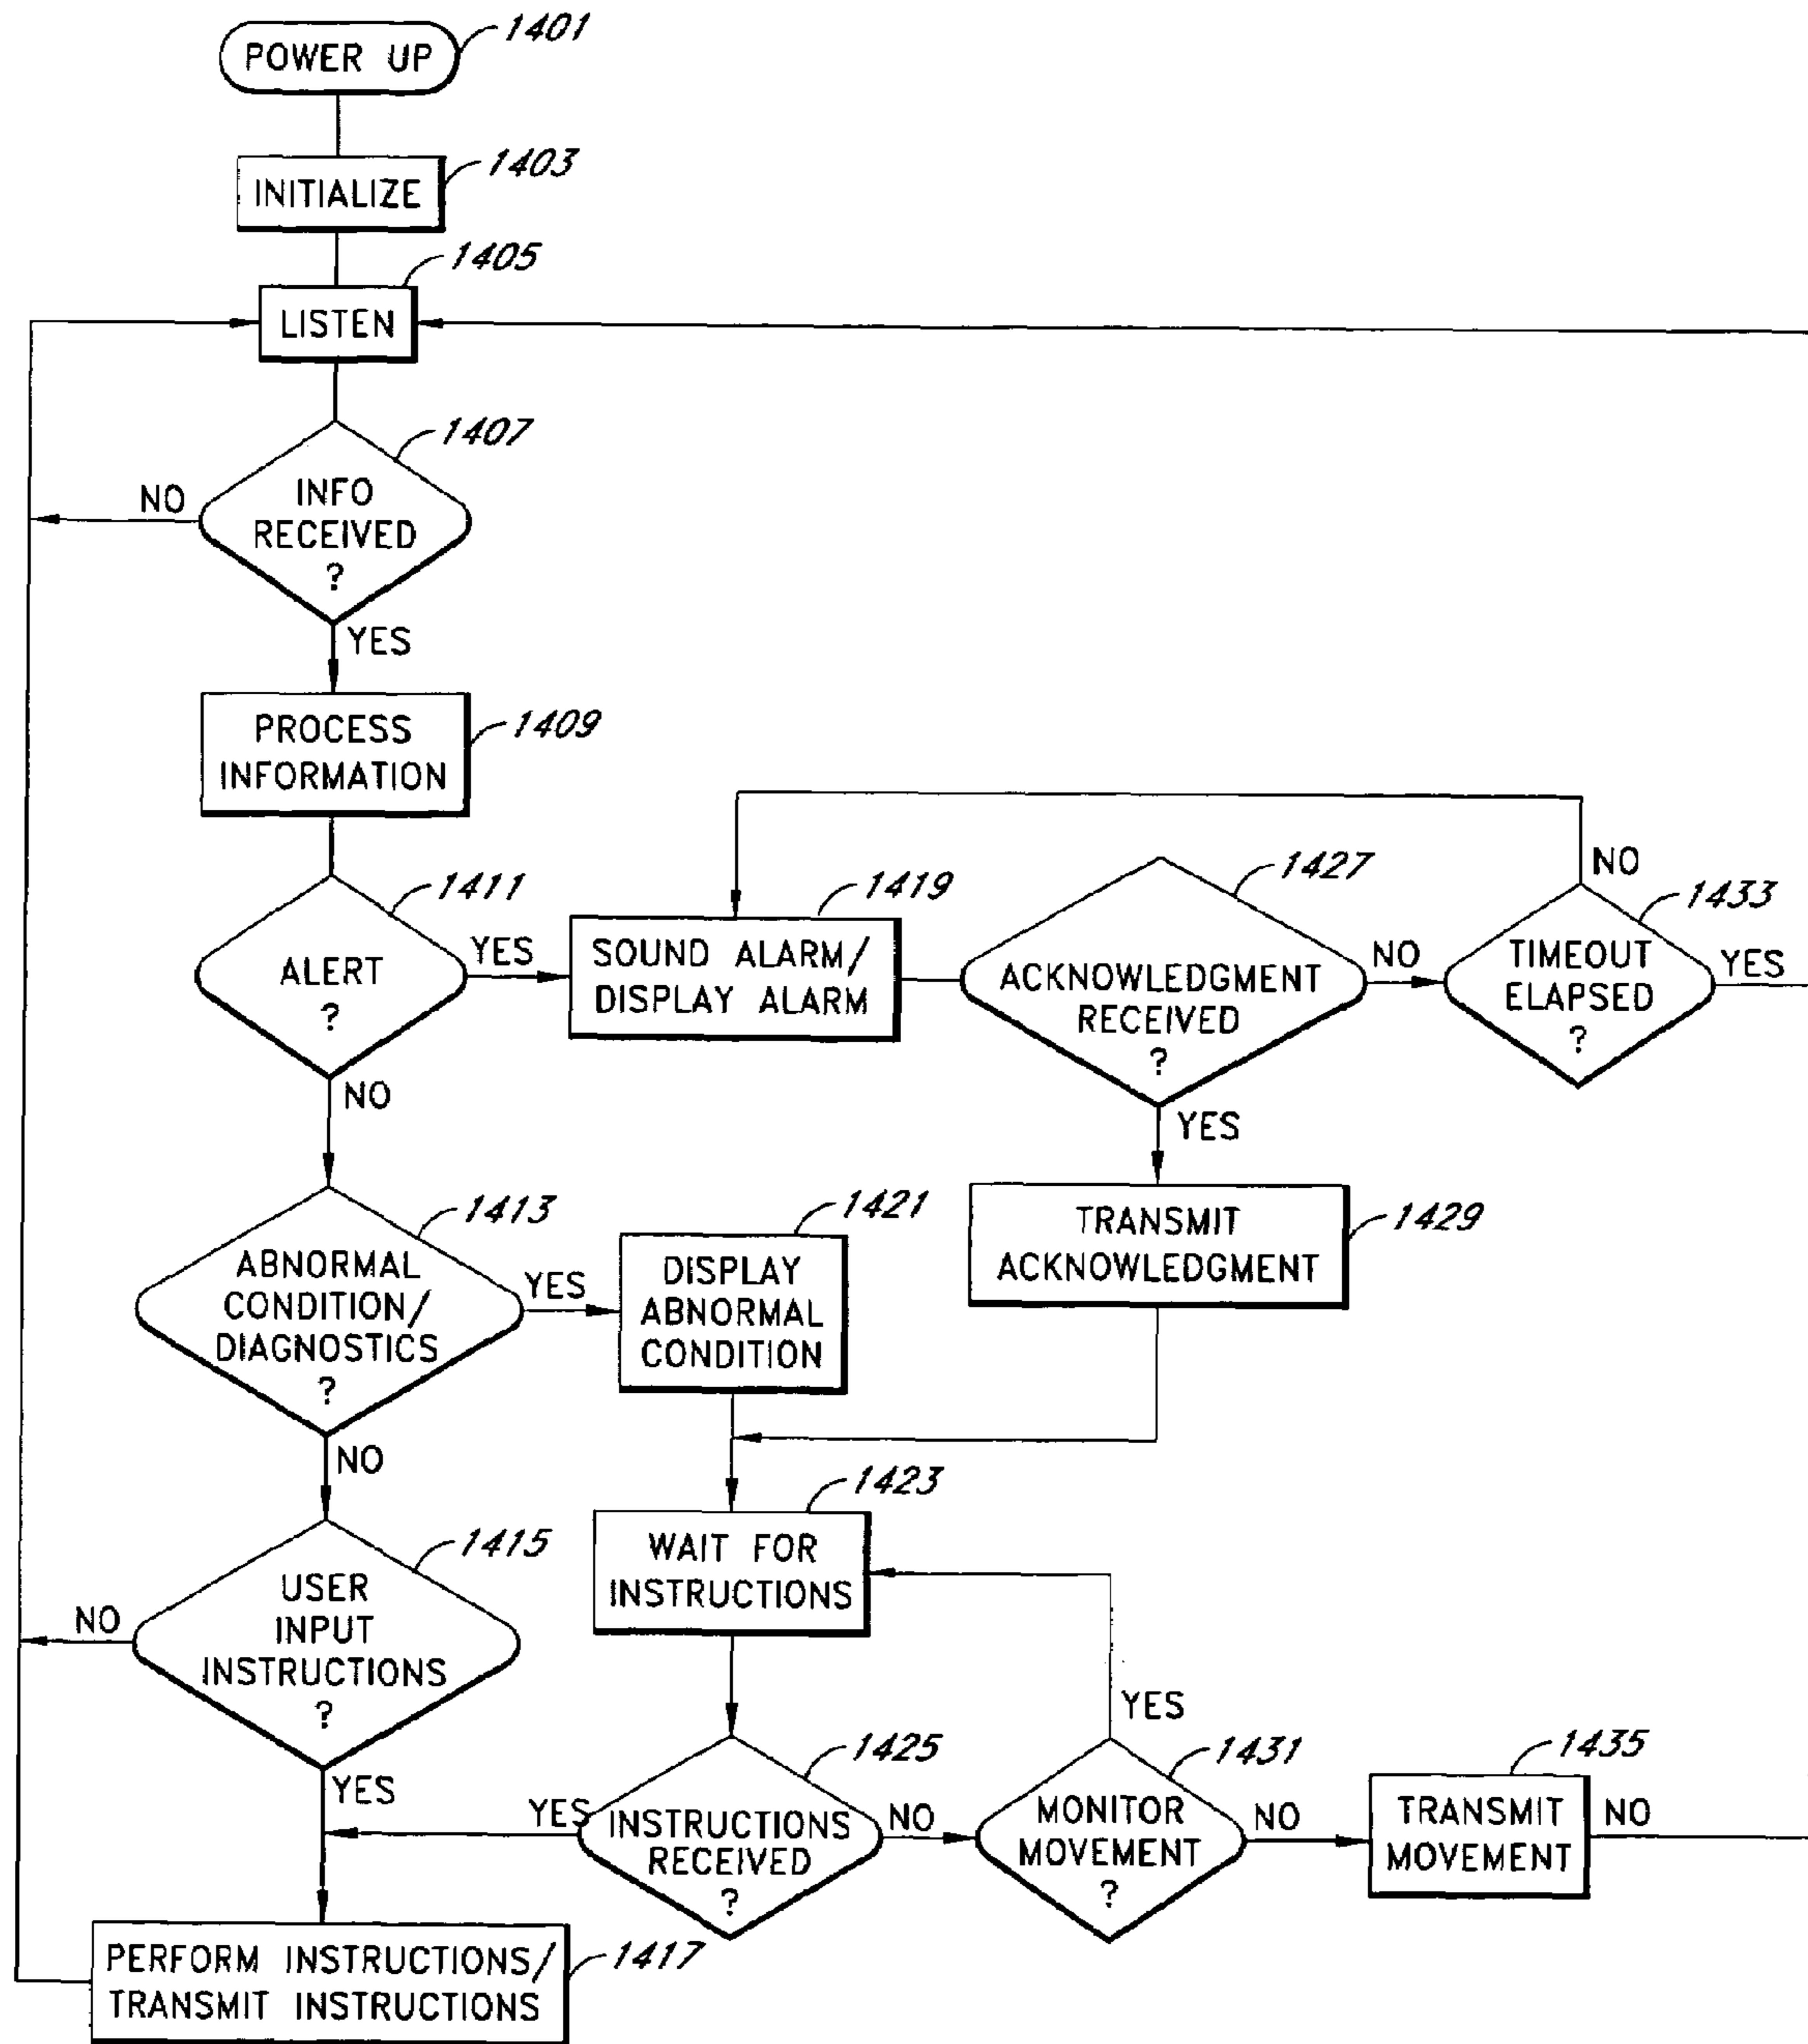 POWER UP
1401
INITIALIZE
1403
LISTEN
1405
INFO
RECEIVED
?
1407
NO
YES
PROCESS
INFORMATION
1409
ALERT
?
1411
YES
NO
SOUND ALARM/
DISPLAY ALARM
1419
ACKNOWLEDGMENT
RECEIVED
?
1427
NO
YES
TIMEOUT
ELAPSED
?
1433
NO
YES
TRANSMIT
ACKNOWLEDGMENT
1429
ABNORMAL
CONDITION/
DIAGNOSTICS
?
1413
YES
NO
DISPLAY
ABNORMAL
CONDITION
1421
WAIT FOR
INSTRUCTIONS
1423
USER
INPUT
INSTRUCTIONS
?
1415
NO
YES
INSTRUCTIONS
RECEIVED
?
1425
YES
NO
MONITOR
MOVEMENT
?
1431
YES
NO
TRANSMIT
MOVEMENT
1435
NO
PERFORM INSTRUCTIONS/
TRANSMIT INSTRUCTIONS
1417